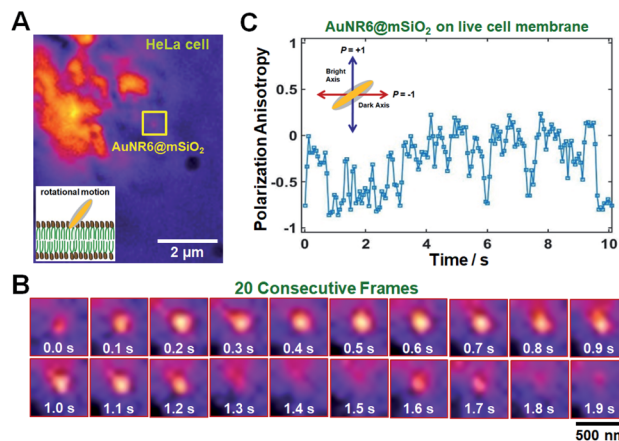 A
HeLa cell
AuNR6@mSiO₂
rotational motion
2 μm
C
AuNR6@mSiO₂ on live cell membrane
Polarization Anisotropy
1
0.5
0
-0.5
-1
P = +1
Bright
Axis
P = -1
Dark Axis
0 2 4 6 8 10
Time / s
B
20 Consecutive Frames
0.0 s 0.1 s 0.2 s 0.3 s 0.4 s 0.5 s 0.6 s 0.7 s 0.8 s 0.9 s
1.0 s 1.1 s 1.2 s 1.3 s 1.4 s 1.5 s 1.6 s 1.7 s 1.8 s 1.9 s
500 nm